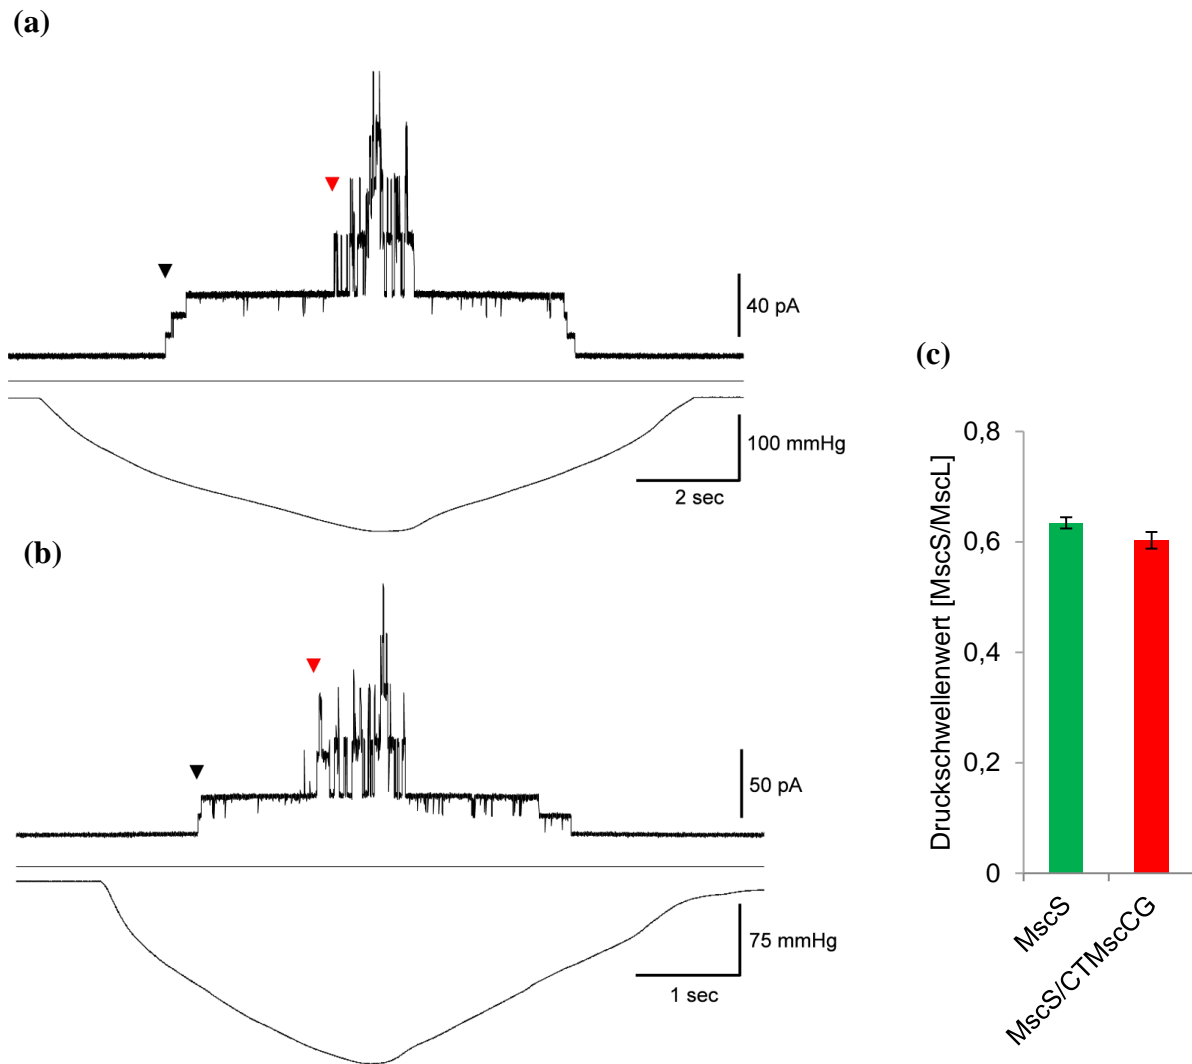 (a)
40 pA
100 mmHg
2 sec
(b)
50 pA
75 mmHg
1 sec
(c)
Druckschwellenwert [MscS/MscL]
0,8
0,6
0,4
0,2
0
MscS
MscS/CTMscCG